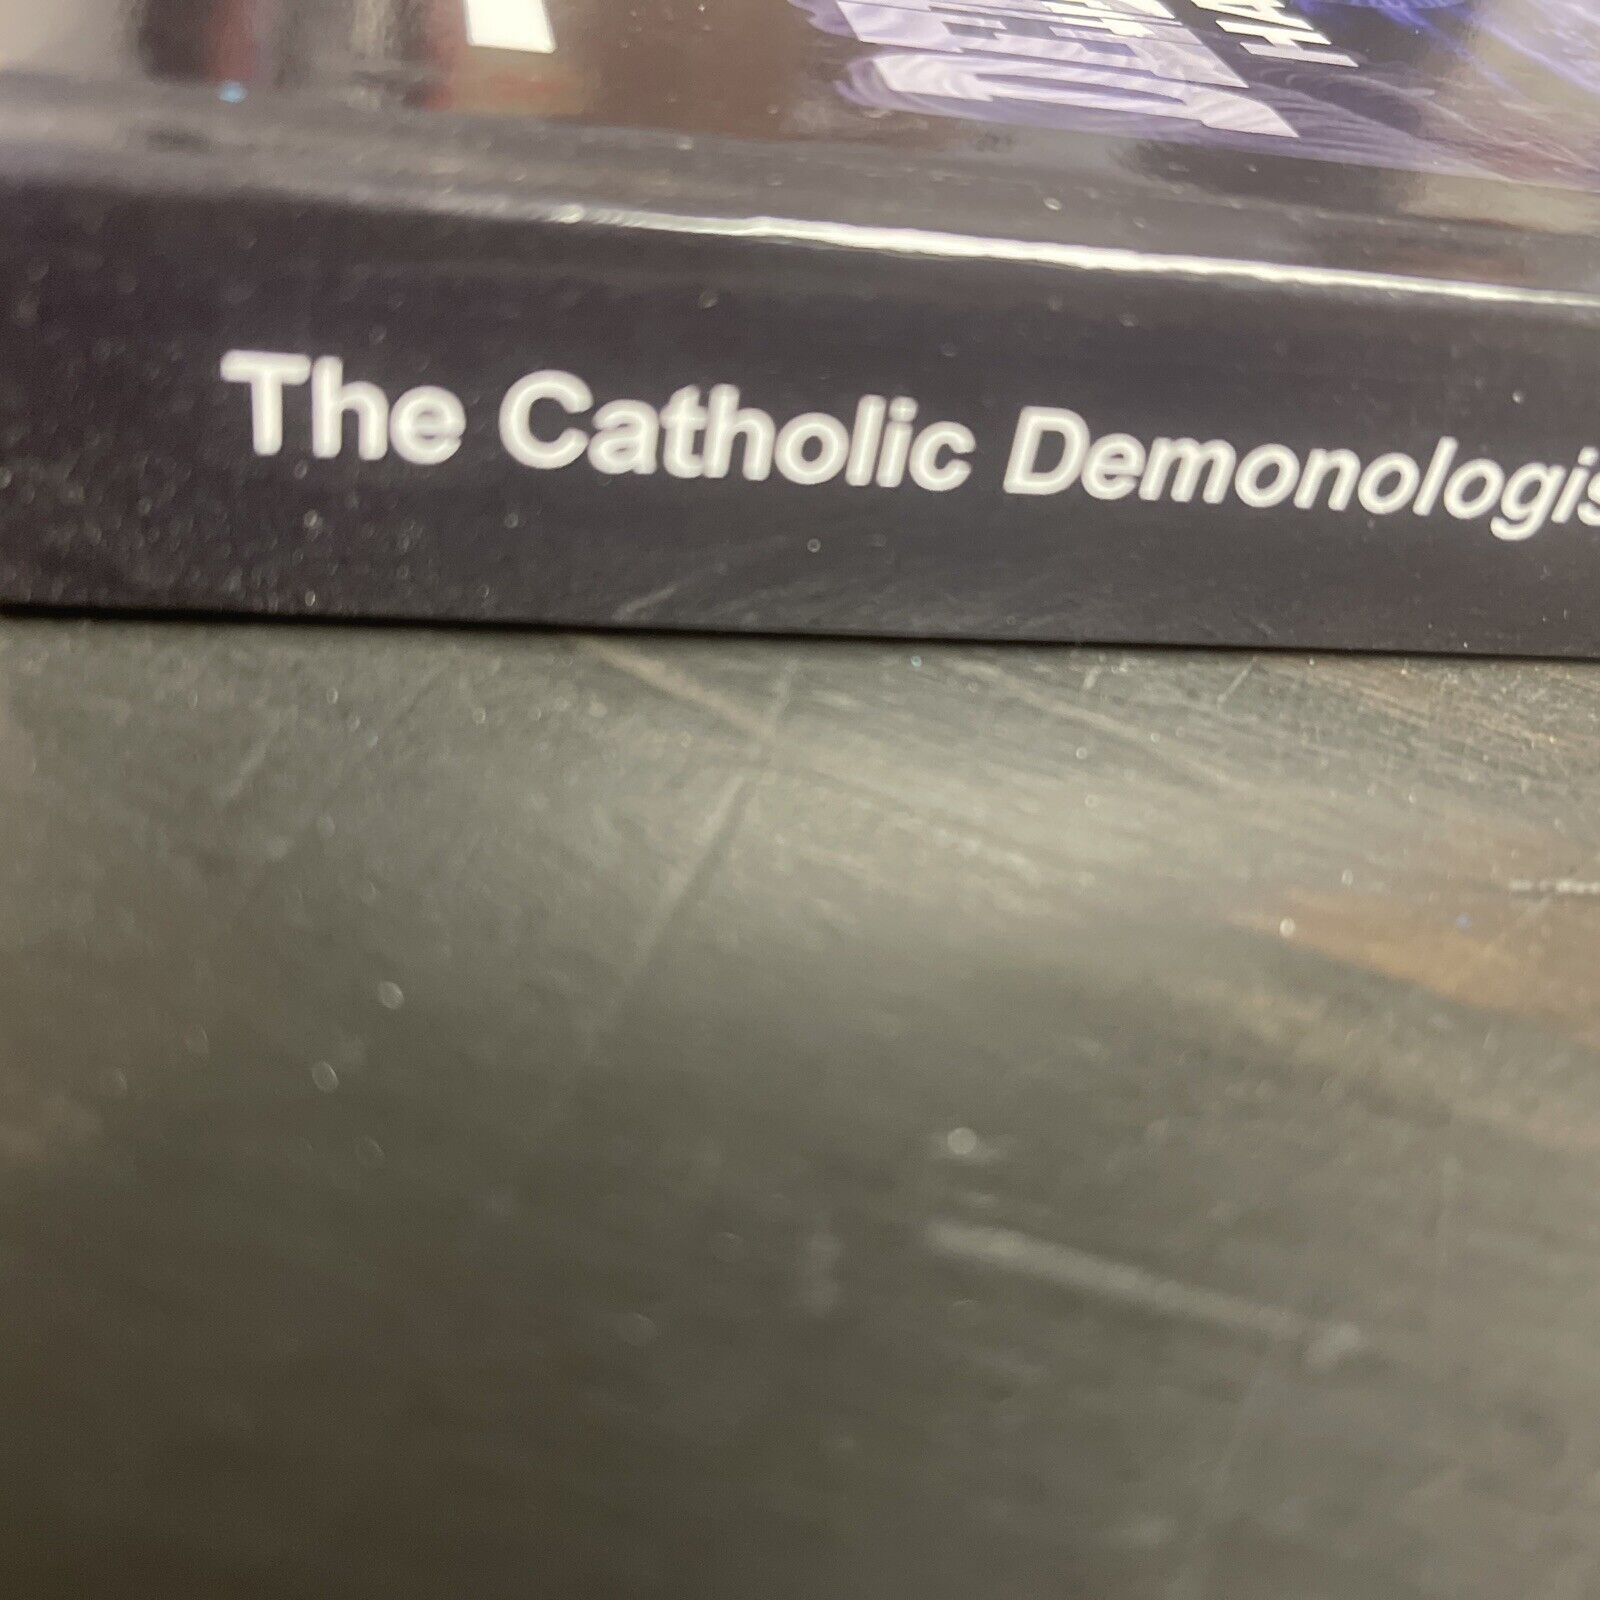 The Catholic Demonologis